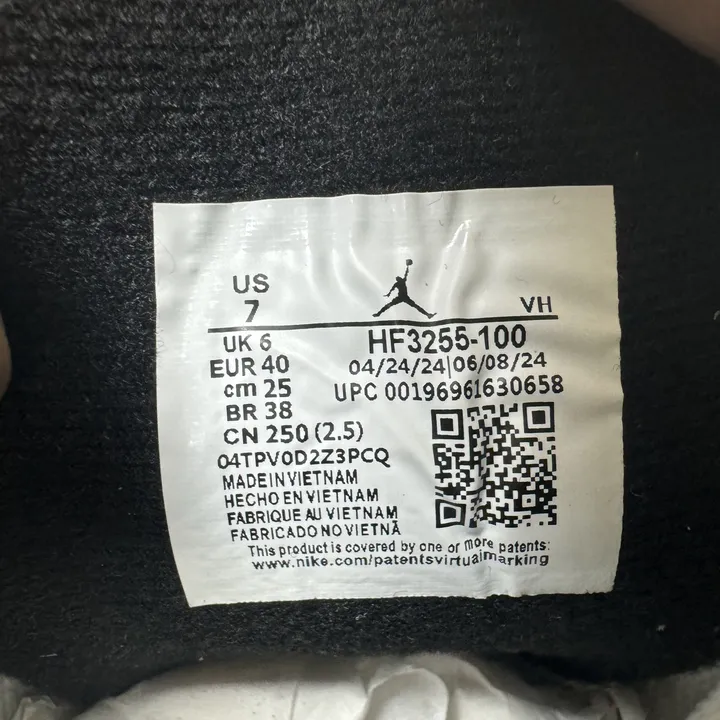 US
7
VH
UK 6
HF3255-100
EUR 40
04/24/24|06/08/24
cm 25
UPC 00196961630658
BR 38
CN 250 (2.5)
04TPV0D2Z3PCQ
MADE IN VIETNAM
HECHO EN VIETNAM
FABRIQUE AU VIETNAM
FABRICADO NO VIETNÃ
This product is covered by one or more patents:
www.nike.com/patentsvirtualmarking